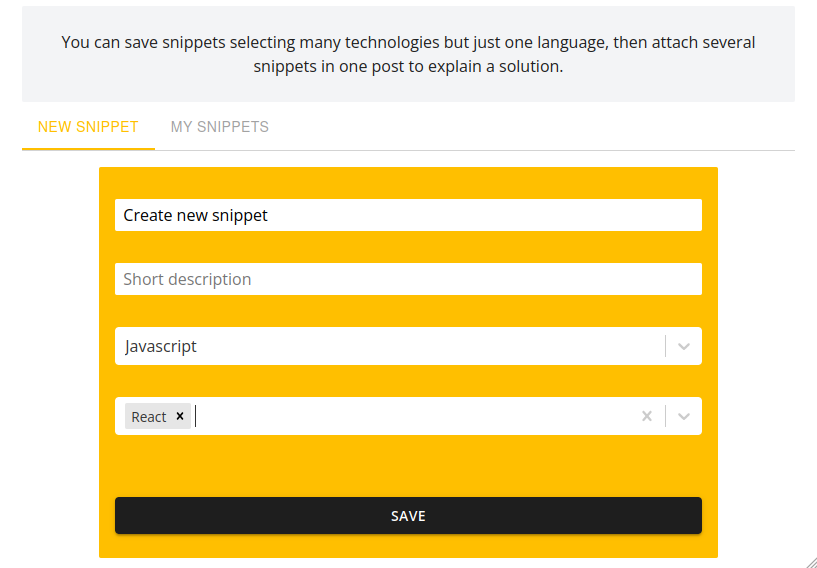 You can save snippets selecting many technologies but just one language, then attach several
snippets in one post to explain a solution.
NEW SNIPPET MY SNIPPETS
Create new snippet
Short description
Javascript
React
SAVE